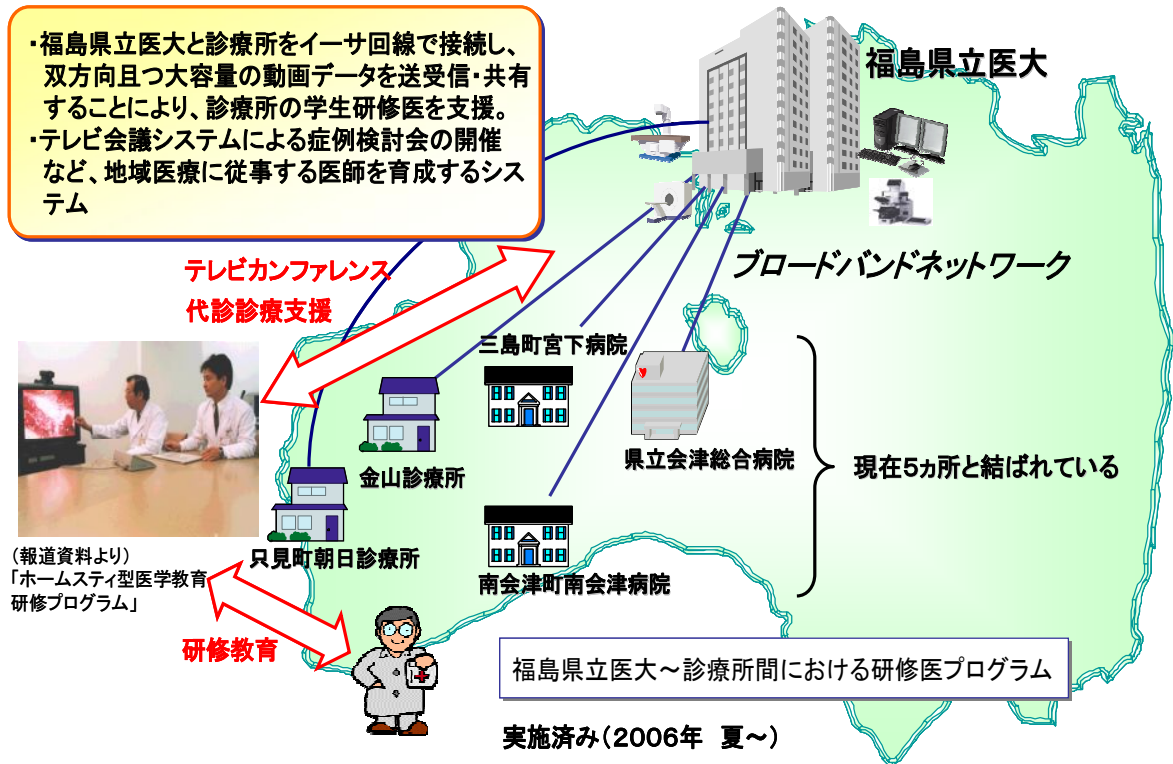 ・福島県立医大と診療所をイーサ回線で接続し、
双方向且つ大容量の動画データを送受信・共有
することにより、診療所の学生研修医を支援。
・テレビ会議システムによる症例検討会の開催
など、地域医療に従事する医師を育成するシス
テム
福島県立医大
ブロードバンドネットワーク
テレビカンファレンス
代診診療支援
三島町宮下病院
金山診療所
県立会津総合病院
現在5ヵ所と結ばれている
只見町朝日診療所
南会津町南会津病院
(報道資料より)
「ホームスティ型医学教育
研修プログラム」
研修教育
福島県立医大～診療所間における研修医プログラム
実施済み(2006年 夏～)